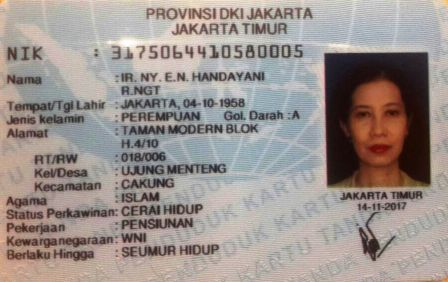 PROVINSI DKI JAKARTA
JAKARTA TIMUR
NIK : 3175064410580005
Nama : IR. NY. E.N. HANDAYANI
R.NGT
Tempat/Tgl Lahir : JAKARTA, 04-10-1958
Jenis kelamin : PEREMPUAN Gol. Darah :A
Alamat : TAMAN MODERN BLOK
H.4/10
RT/RW : 018/006
Kel/Desa : UJUNG MENTENG
Kecamatan : CAKUNG
Agama : ISLAM
Status Perkawinan: CERAI HIDUP
Pekerjaan : PENSIUNAN
Kewarganegaraan: WNI
Berlaku Hingga : SEUMUR HIDUP
JAKARTA TIMUR
14-11-2017